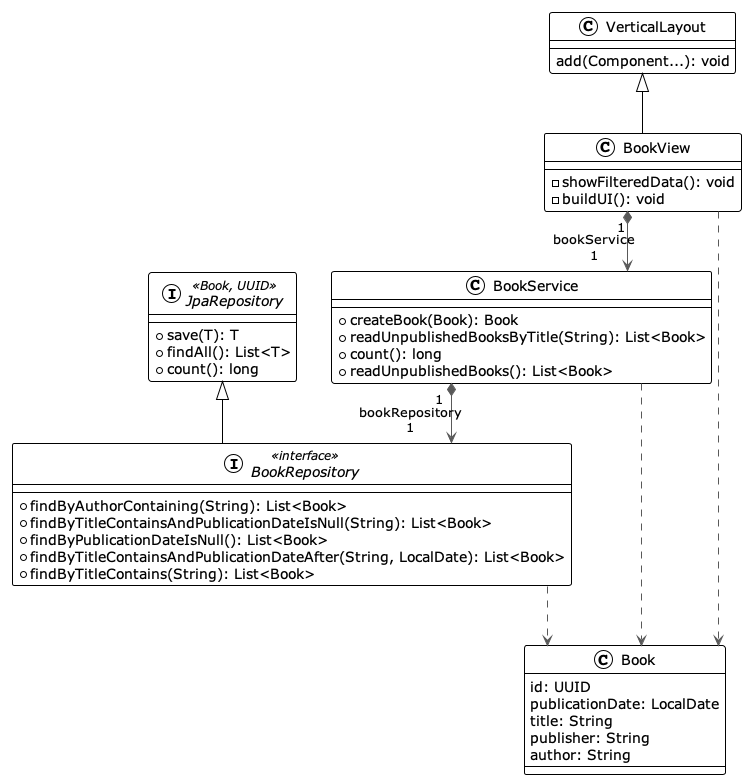 C VerticalLayout
add(Component...): void
C BookView
showFilteredData(): void
buildUI(): void
1
bookService
1
I «Book, UUID»
JpaRepository
save(T): T
findAll(): List<T>
count(): long
C BookService
createBook(Book): Book
readUnpublishedBooksByTitle(String): List<Book>
count(): long
readUnpublishedBooks(): List<Book>
1
bookRepository
1
I «interface»
BookRepository
findByAuthorContaining(String): List<Book>
findByTitleContainsAndPublicationDateIsNull(String): List<Book>
findByPublicationDateIsNull(): List<Book>
findByTitleContainsAndPublicationDateAfter(String, LocalDate): List<Book>
findByTitleContains(String): List<Book>
C Book
id: UUID
publicationDate: LocalDate
title: String
publisher: String
author: String